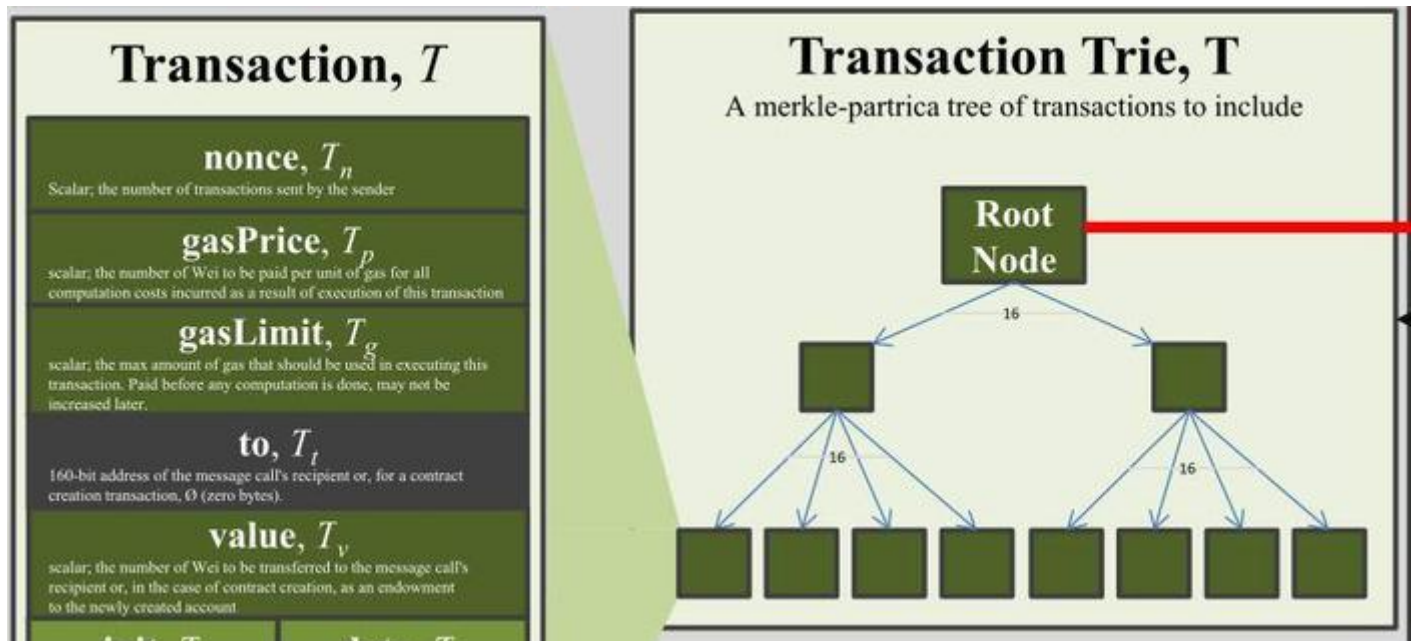 Transaction, T
nonce, Tn
Scalar; the number of transactions sent by the sender
gasPrice, Tp
scalar; the number of Wei to be paid per unit of gas for all
computation costs incurred as a result of execution of this transaction
gasLimit, Tg
scalar; the max amount of gas that should be used in executing this
transaction. Paid before any computation is done, may not be
increased later.
to, Tt
160-bit address of the message call's recipient or, for a contract
creation transaction, Ø (zero bytes).
value, Tv
scalar; the number of Wei to be transferred to the message call's
recipient or, in the case of contract creation, as an endowment
to the newly created account
Transaction Trie, T
A merkle-partrica tree of transactions to include
Root
Node
16
16
16